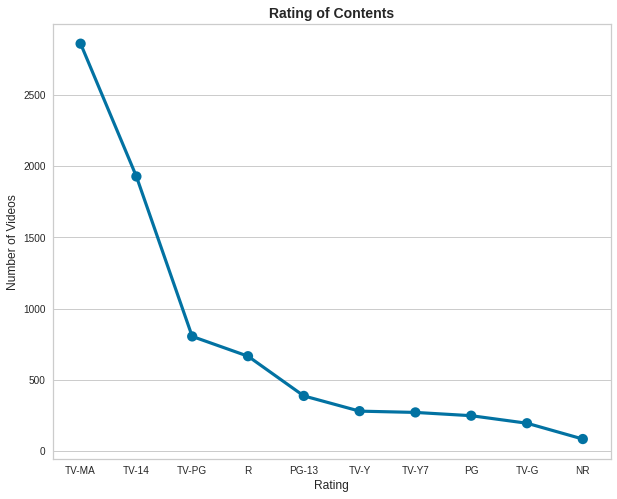 Rating of Contents
Number of Videos
2500
2000
1500
1000
500
0
TV-MA TV-14 TV-PG R PG-13 TV-Y TV-Y7 PG TV-G NR
Rating